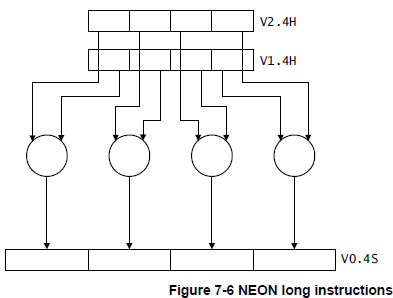 V2.4H
V1.4H
V0.4S
Figure 7-6 NEON long instructions